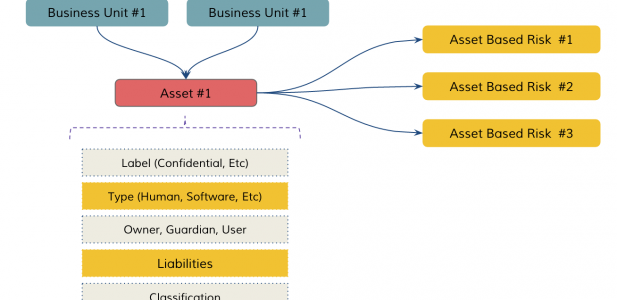 Business Unit #1
Business Unit #1
Asset Based Risk #1
Asset Based Risk #2
Asset #1
Asset Based Risk #3
Label (Confidential, Etc)
Type (Human, Software, Etc)
Owner, Guardian, User
Liabilities
Classification